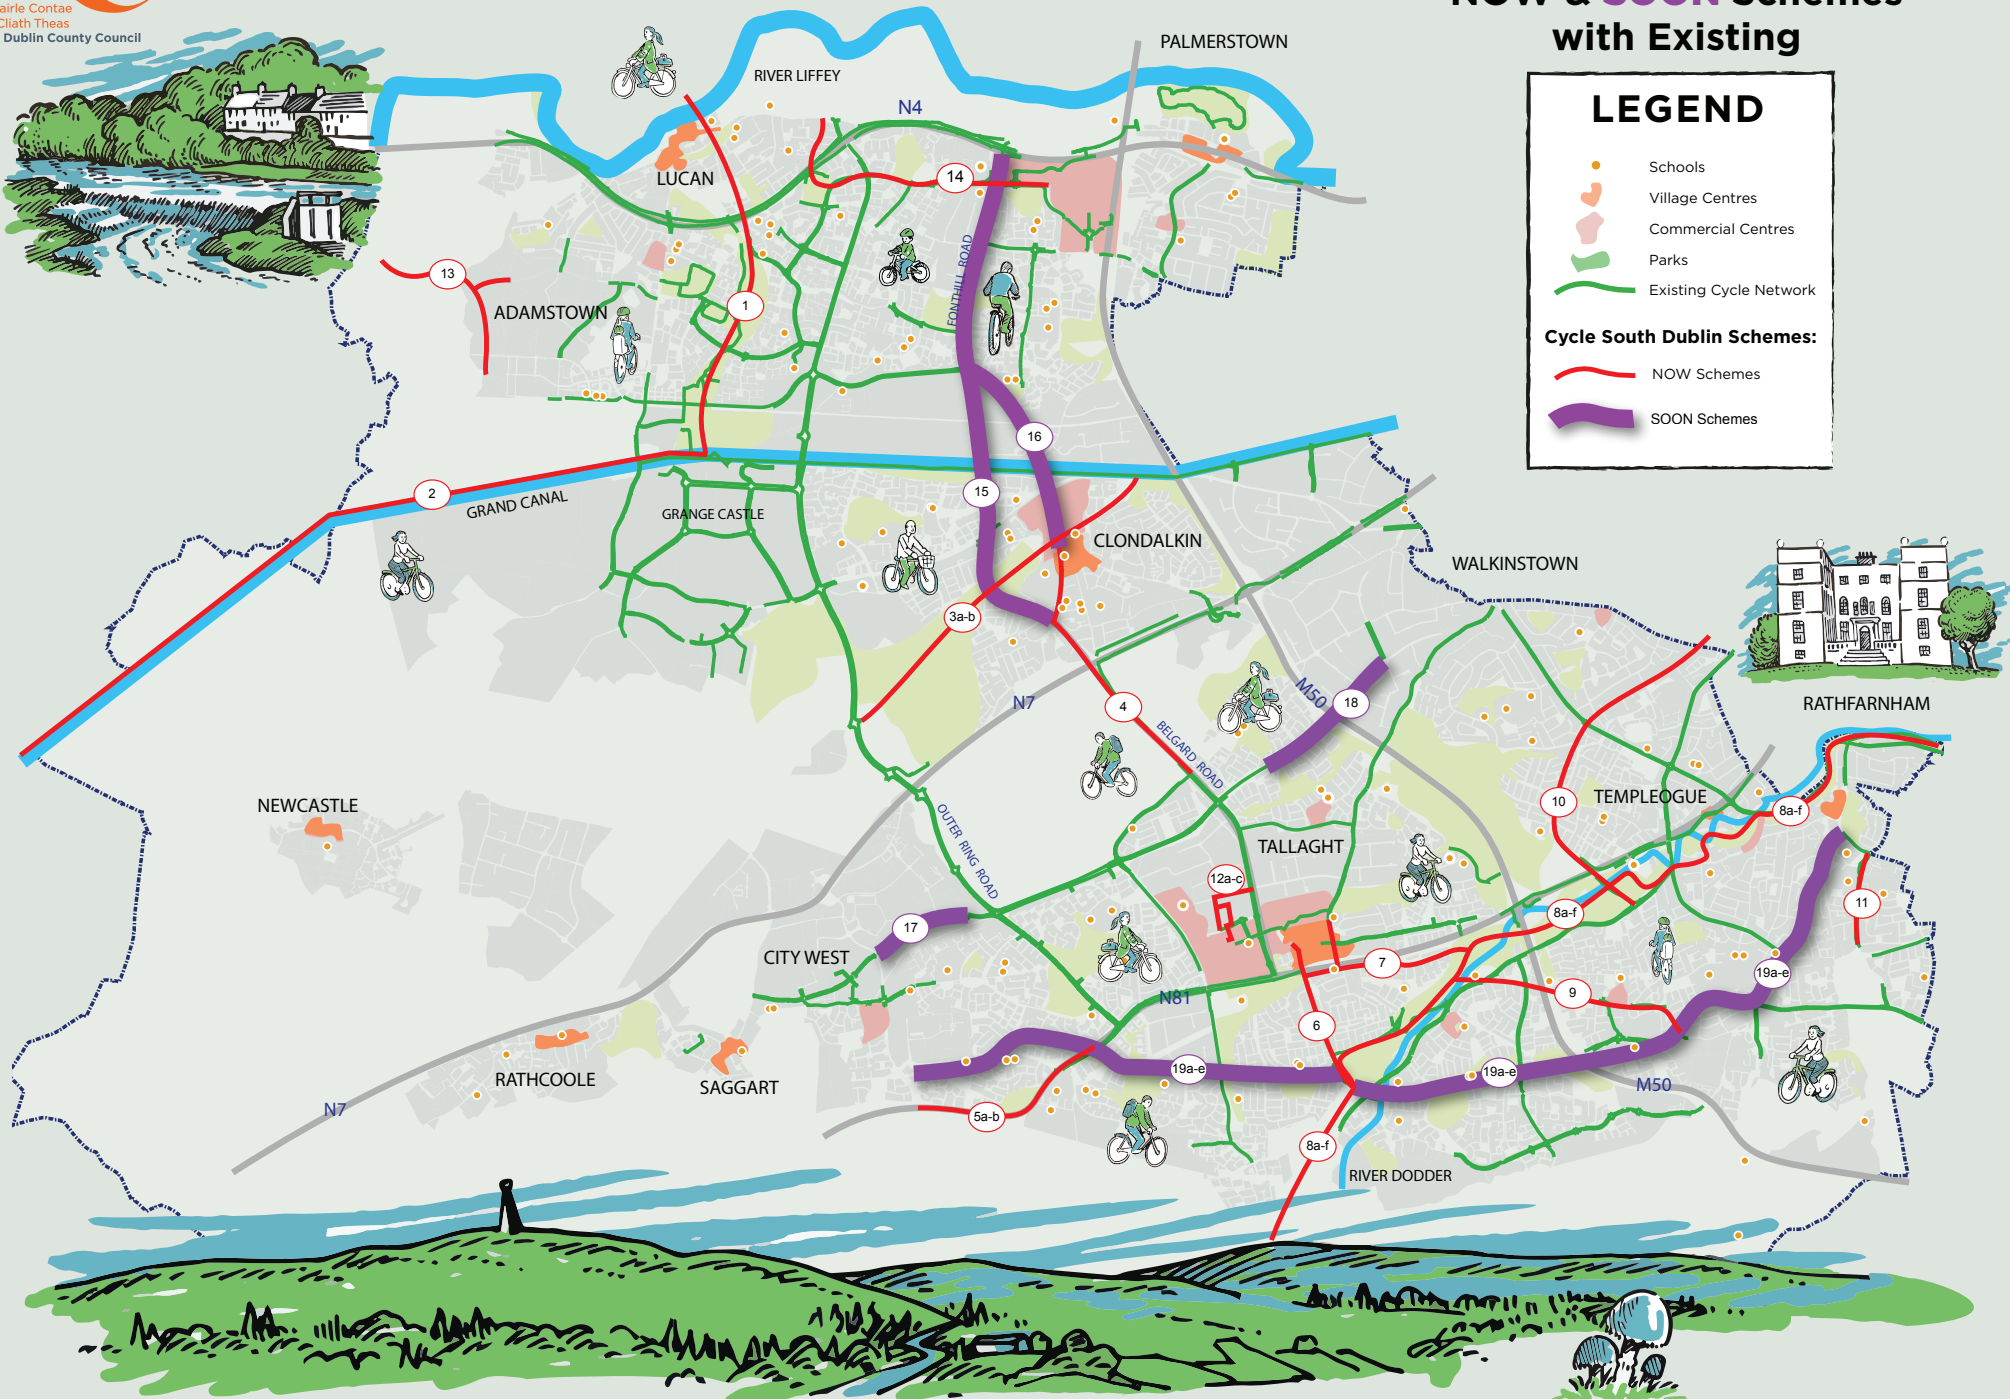 airle Contae
Cliath Theas
Dublin County Council
NOW & SOON Schemes
with Existing
LEGEND
Schools
Village Centres
Commercial Centres
Parks
Existing Cycle Network
Cycle South Dublin Schemes:
NOW Schemes
SOON Schemes
PALMERSTOWN
RIVER LIFFEY
N4
LUCAN
14
13
FONTHILL ROAD
1
ADAMSTOWN
16
2
15
GRAND CANAL
GRANGE CASTLE
CLONDALKIN
WALKINSTOWN
3a-b
M50
18
N7
4
RATHFARNHAM
BELGARD ROAD
NEWCASTLE
10
TEMPLEOGUE
8a-f
OUTER RING ROAD
TALLAGHT
12a-c
11
8a-f
17
CITY WEST
7
19a-e
9
N81
6
19a-e
19a-e
RATHCOOLE
SAGGART
M50
N7
5a-b
8a-f
RIVER DODDER